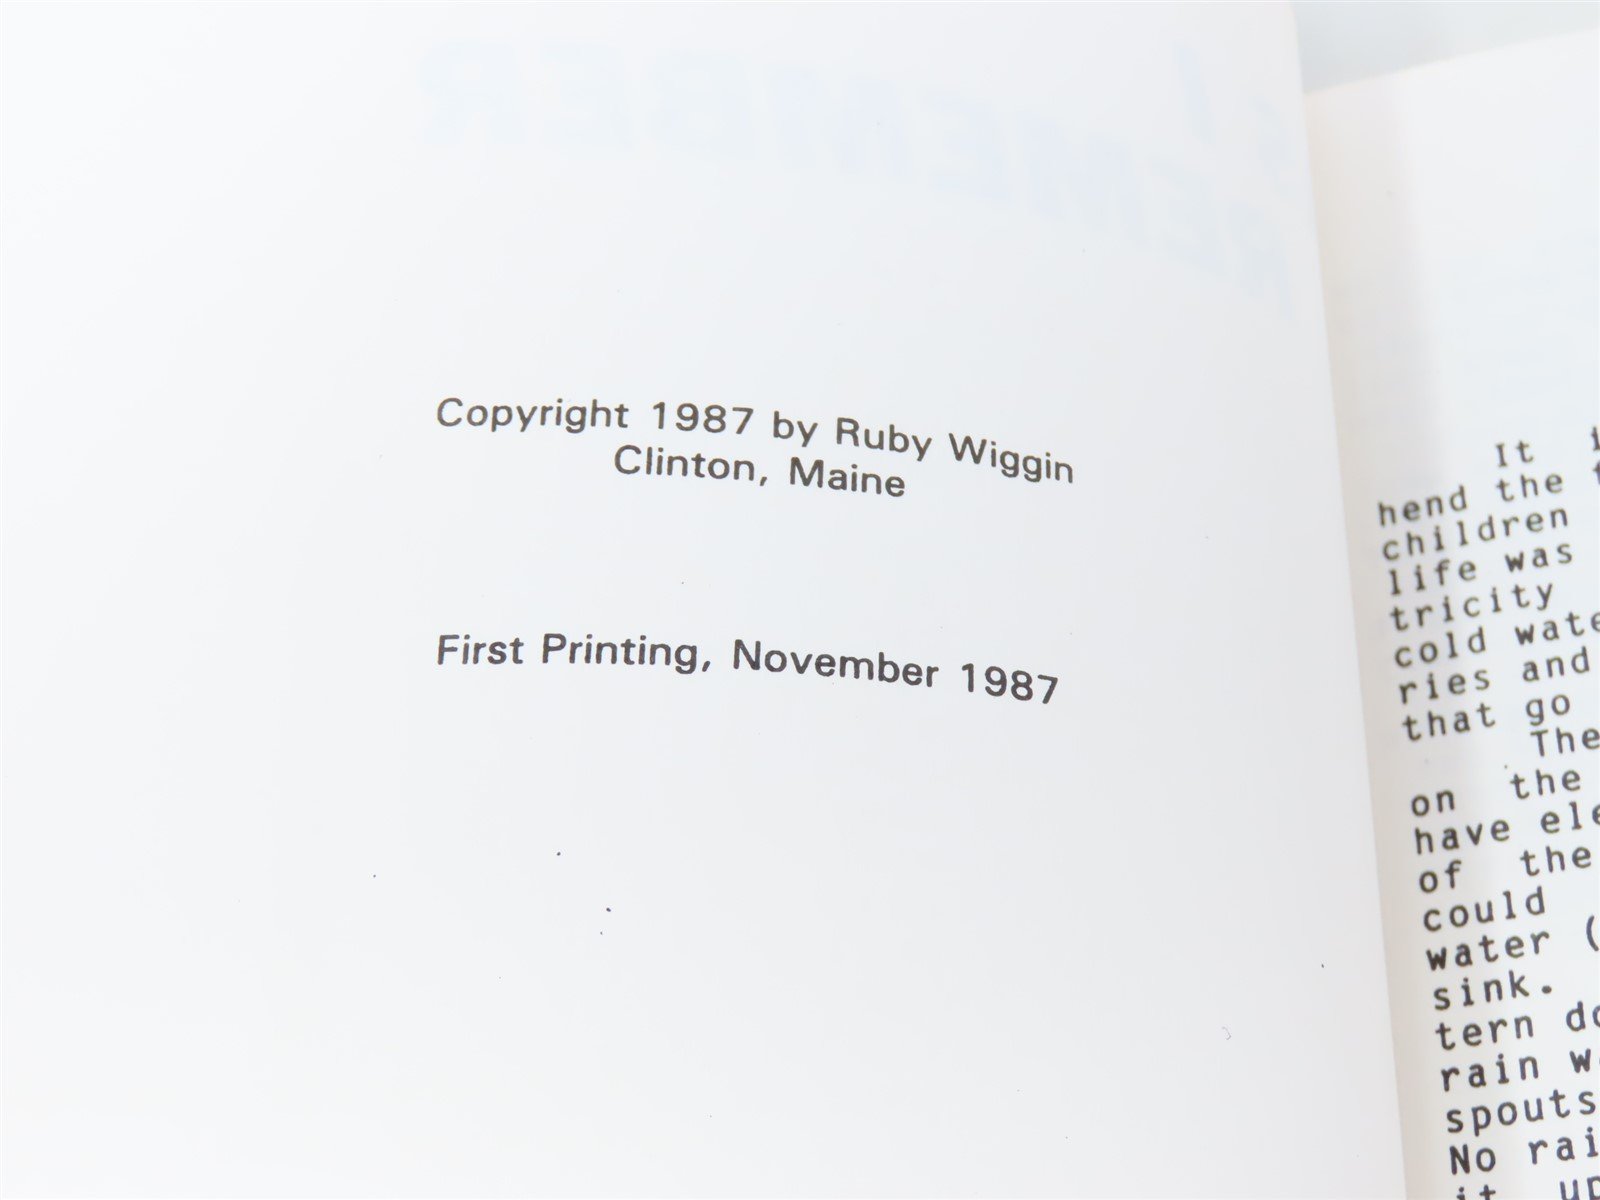 Copyright 1987 by Ruby Wiggin
Clinton, Maine
First Printing, November 1987
It
hend the
children
life was
tricity
cold wate
ries and
that go
The
on the
have ele
of the
could
water (
sink.
tern do
rain w
spouts
No rai
it up